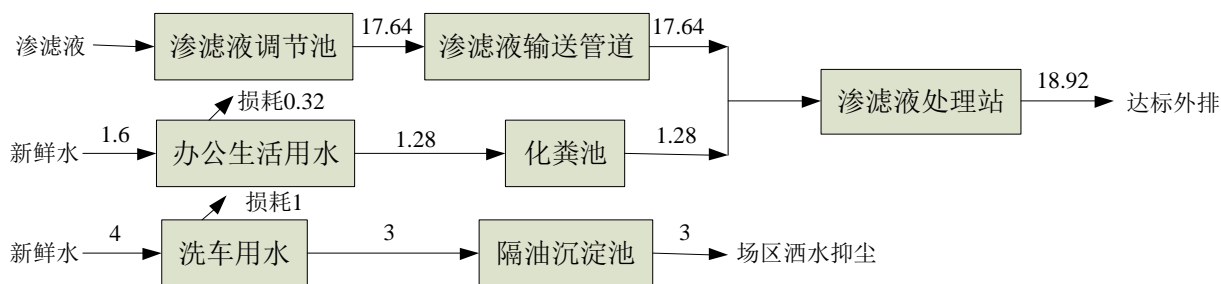 渗滤液
渗滤液调节池
17.64
渗滤液输送管道
17.64
损耗0.32
新鲜水
1.6
办公生活用水
1.28
化粪池
1.28
渗滤液处理站
18.92
达标外排
损耗1
新鲜水
4
洗车用水
3
隔油沉淀池
3
场区洒水抑尘